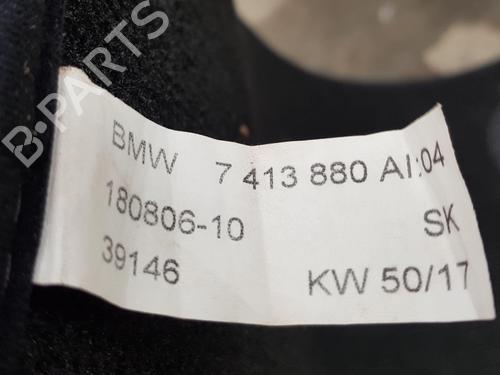 B-PARTS
BMW 7 413 880 AI:04
180806-10 SK
39146 KW 50/17